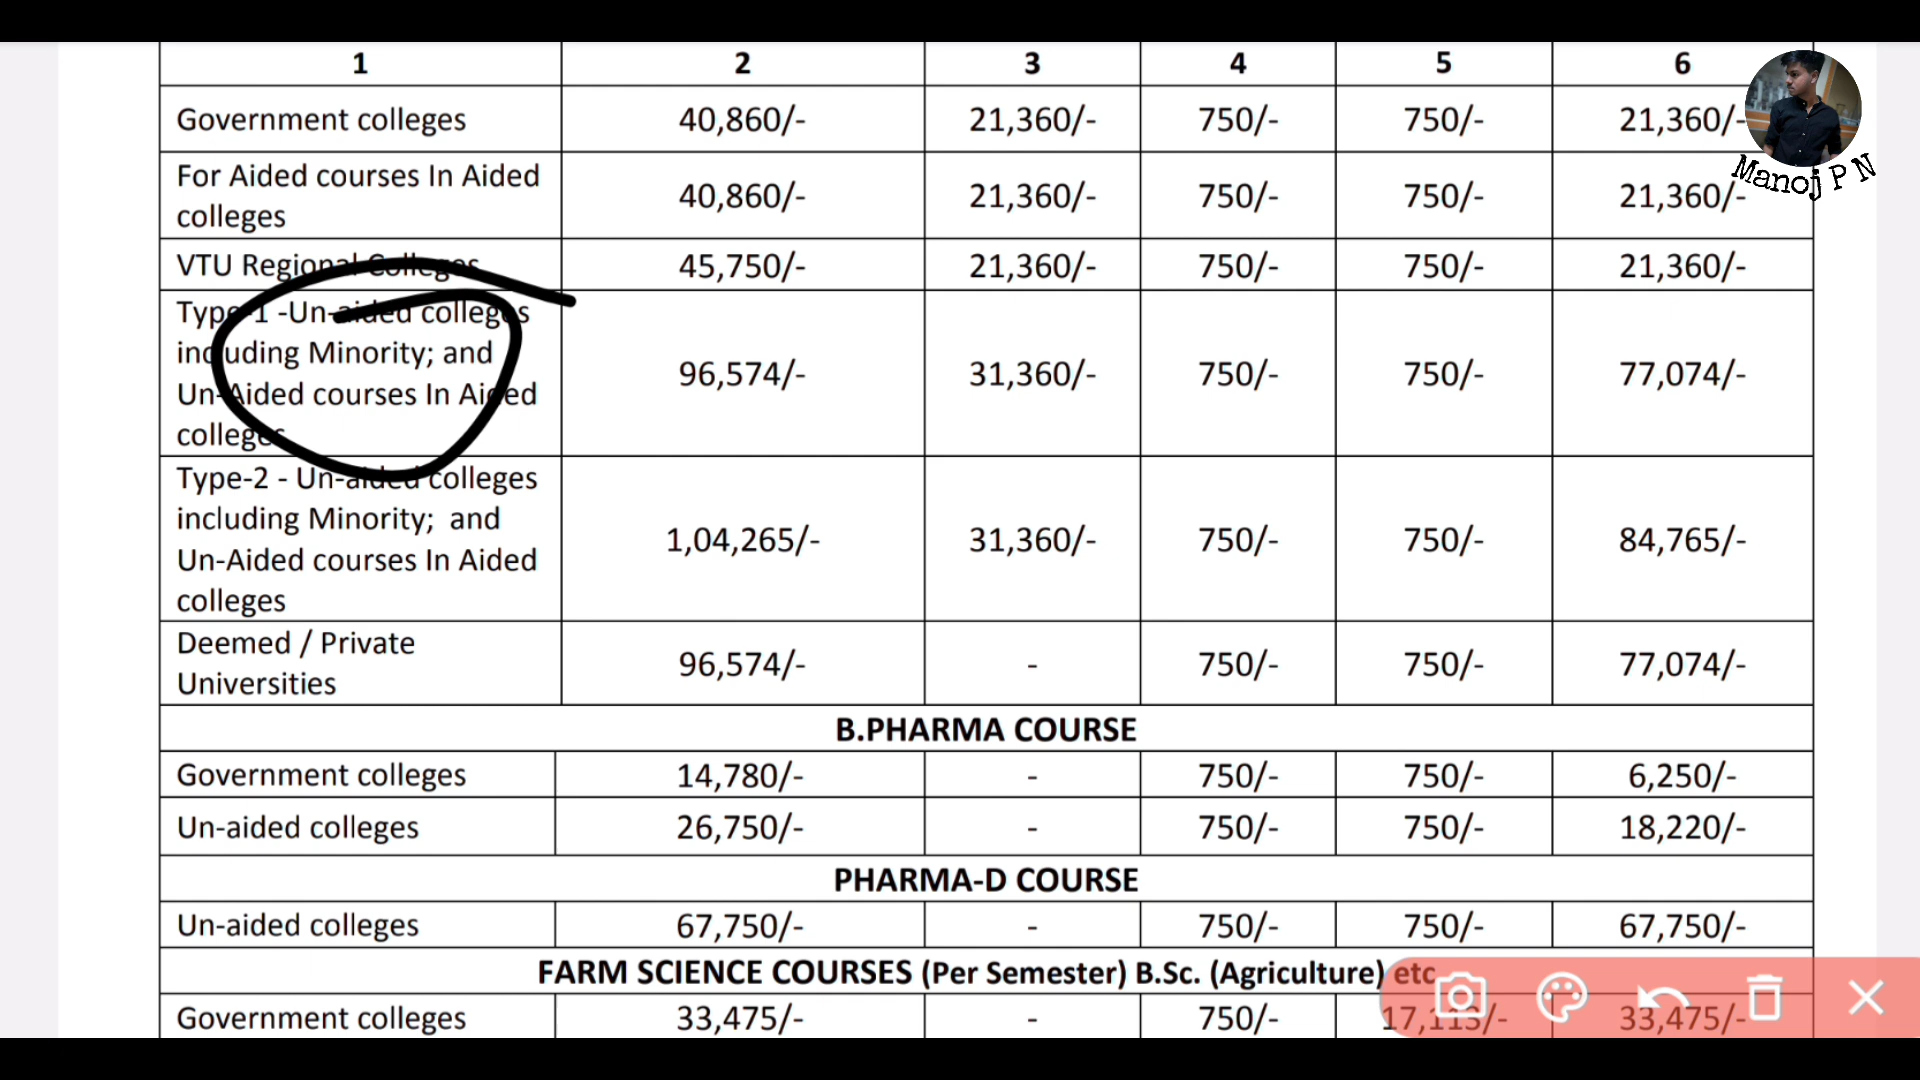 1 2 3 4 5 6
Government colleges 40,860/- 21,360/- 750/- 750/- 21,360/-
For Aided courses In Aided
colleges 40,860/- 21,360/- 750/- 750/- 21,360/-
Manoj P N
VTU Regional Colleges 45,750/- 21,360/- 750/- 750/- 21,360/-
Type-1 -Un-aided colleges
including Minority; and
Un-Aided courses In Aided
colleges 96,574/- 31,360/- 750/- 750/- 77,074/-
Type-2 - Un-aided colleges
including Minority; and
Un-Aided courses In Aided
colleges 1,04,265/- 31,360/- 750/- 750/- 84,765/-
Deemed / Private
Universities 96,574/- - 750/- 750/- 77,074/-
B.PHARMA COURSE
Government colleges 14,780/- - 750/- 750/- 6,250/-
Un-aided colleges 26,750/- - 750/- 750/- 18,220/-
PHARMA-D COURSE
Un-aided colleges 67,750/- - 750/- 750/- 67,750/-
FARM SCIENCE COURSES (Per Semester) B.Sc. (Agriculture) etc
Government colleges 33,475/- - 750/- 17,113/- 33,475/-